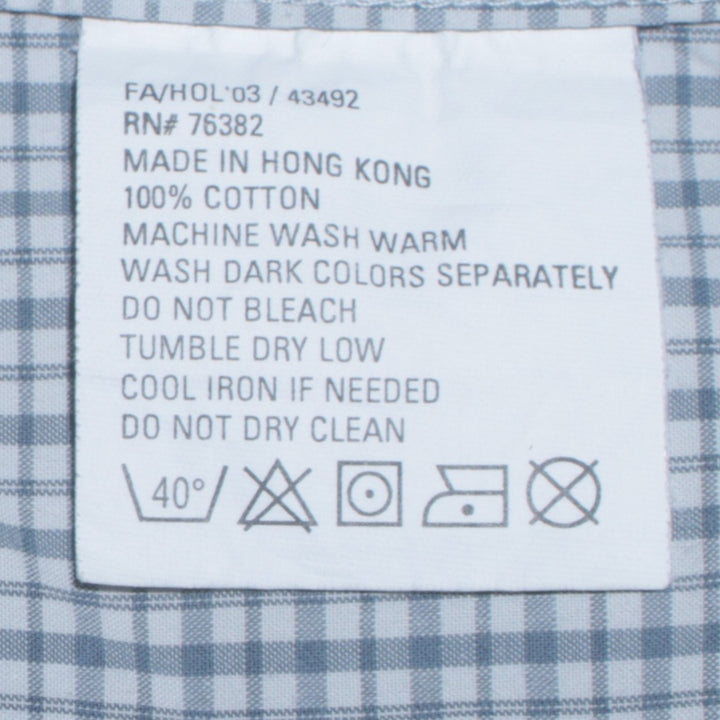 FA/HOL'03 / 43492
RN# 76382
MADE IN HONG KONG
100% COTTON
MACHINE WASH WARM
WASH DARK COLORS SEPARATELY
DO NOT BLEACH
TUMBLE DRY LOW
COOL IRON IF NEEDED
DO NOT DRY CLEAN
40°